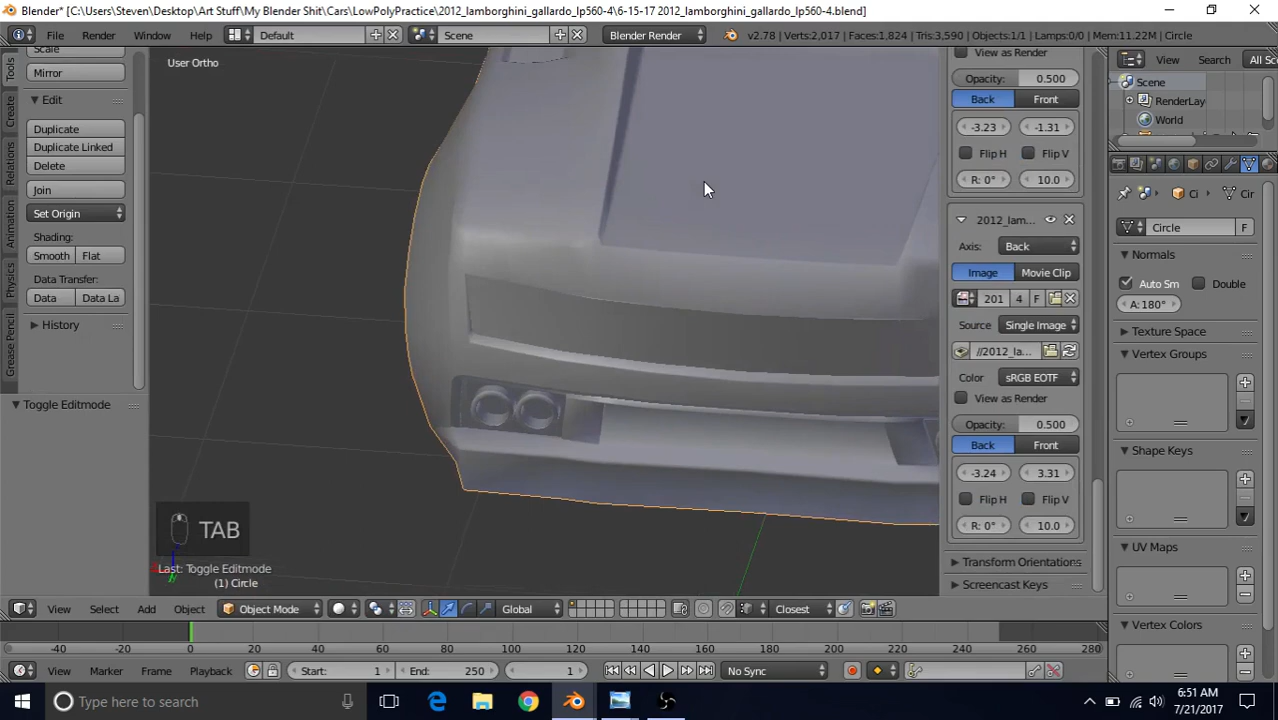 Blender* [C:\Users\Steven\Desktop\Art Stuff\My Blender Shit\Cars\LowPolyPractice\2012_lamborghini_gallardo_lp560-4\6-15-17 2012_lamborghini_gallardo_lp560-4.blend]
File Render Window Help Default Scene Blender Render v2.78 | Verts:2,017 | Faces:1,824 | Tris:3,590 | Objects:1/1 | Lamps:0/0 | Mem:11.22M | Circle
Tools
Create
Relations
Animation
Physics
Grease Pencil
Scale
Mirror
Edit
Duplicate
Duplicate Linked
Delete
Join
Set Origin
Shading:
Smooth Flat
Data Transfer:
Data Data La
History
Toggle Editmode
User Ortho
TAB
Last: Toggle Editmode
(1) Circle
View as Render
Opacity: 0.500
Back Front
-3.23 -1.31
Flip H Flip V
R: 0° 10.0
2012_lam...
Axis: Back
Image Movie Clip
201 4 F
Source Single Image
//2012_la...
Color sRGB EOTF
View as Render
Opacity: 0.500
Back Front
-3.24 3.31
Flip H Flip V
R: 0° 10.0
Transform Orientations
Screencast Keys
View Search All Sc
Scene
RenderLay
World
Ci Cir
Circle F
Normals
Auto Sm Double
A: 180°
Texture Space
Vertex Groups
Shape Keys
UV Maps
Vertex Colors
View Select Add Object Object Mode Global Closest
-40 -20 0 20 40 60 80 100 120 140 160 180 200 220 240 260 280
View Marker Frame Playback Start: 1 End: 250 1 No Sync
Type here to search
6:51 AM
7/21/2017